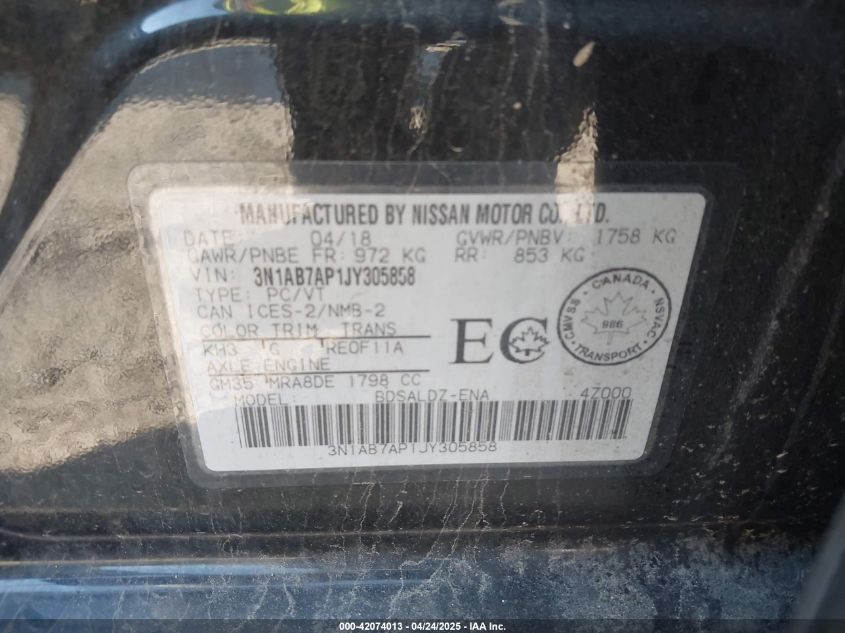 MANUFACTURED BY NISSAN MOTOR CO., LTD.
DATE: 04/18 GVWR/PNBV: 1758 KG
GAWR/PNBE FR: 972 KG RR: 853 KG
VIN: 3N1AB7AP1JY305858
TYPE: PC/VT
CAN ICES-2/NMB-2
COLOR TRIM TRANS
KH3 G RE0F11A
AXLE ENGINE
GM35 MRA8DE 1798 CC
MODEL: BDSALDZ-ENA 47000
EC
CANADA
CMVSS NSVAC
986
TRANSPORT
3N1AB7AP1JY305858
000-42074013 - 04/24/2025 - IAA Inc.